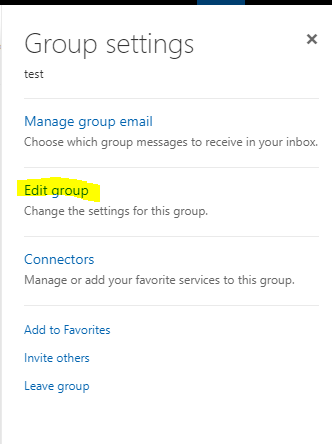 Group settings
test
Manage group email
Choose which group messages to receive in your inbox.
Edit group
Change the settings for this group.
Connectors
Manage or add your favorite services to this group.
Add to Favorites
Invite others
Leave group